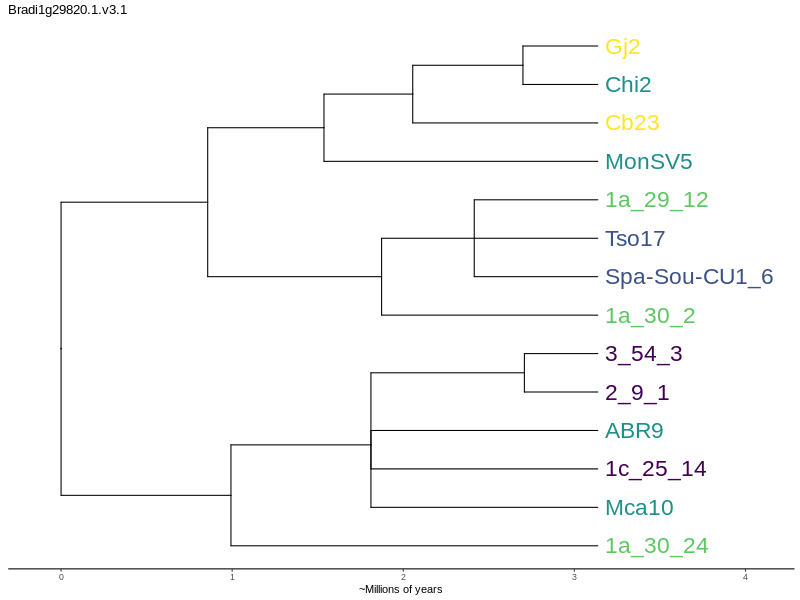 Bradi1g29820.1.v3.1
Gj2
Chi2
Cb23
MonSV5
1a_29_12
Tso17
Spa-Sou-CU1_6
1a_30_2
3_54_3
2_9_1
ABR9
1c_25_14
Mca10
1a_30_24
0 1 2 3 4
~Millions of years